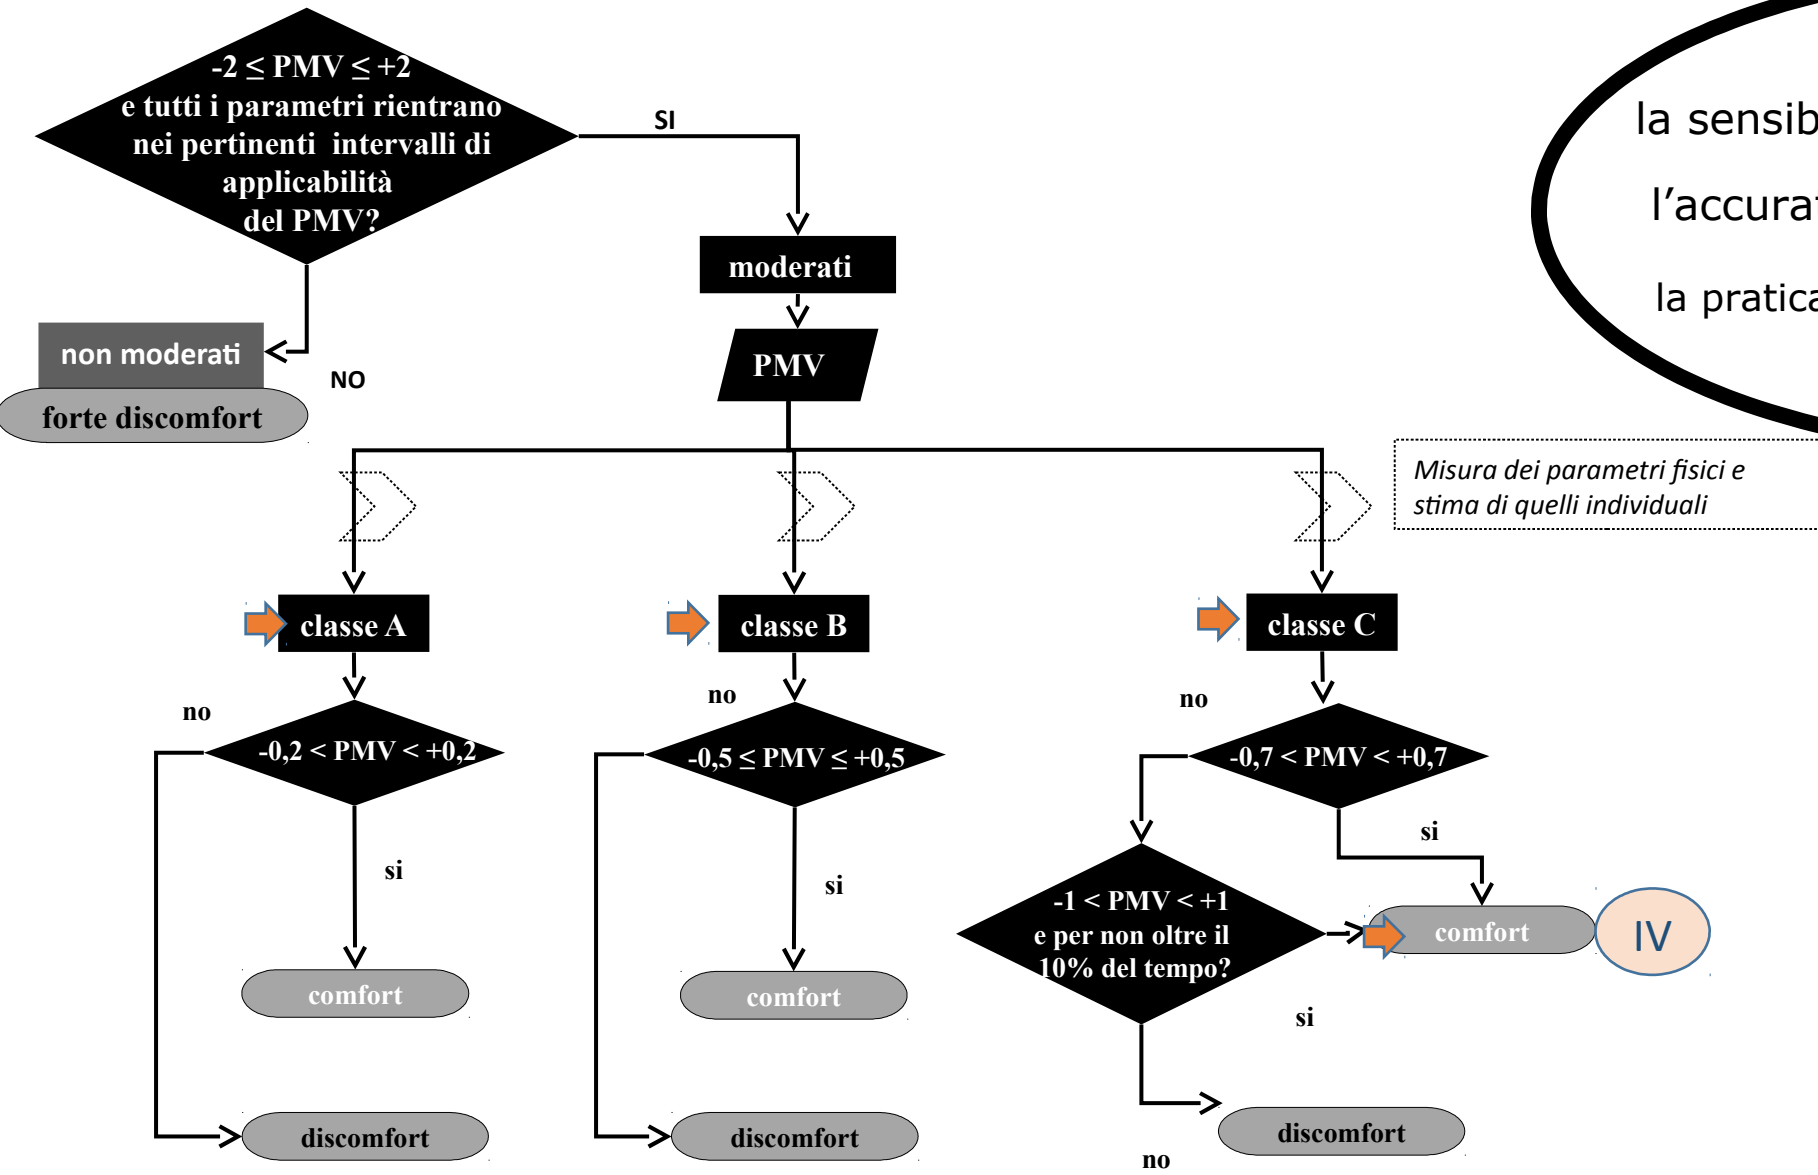 -2 ≤ PMV ≤ +2
e tutti i parametri rientrano
nei pertinenti intervalli di
applicabilità
del PMV?
SI
la sensib
l'accura
la pratica
moderati
non moderati
NO
forte discomfort
PMV
Misura dei parametri fisici e
stima di quelli individuali
classe A
classe B
classe C
no
no
no
-0,2 < PMV < +0,2
-0,5 ≤ PMV ≤ +0,5
-0,7 < PMV < +0,7
si
si
si
-1 < PMV < +1
e per non oltre il
10% del tempo?
comfort
IV
comfort
comfort
si
discomfort
discomfort
discomfort
no